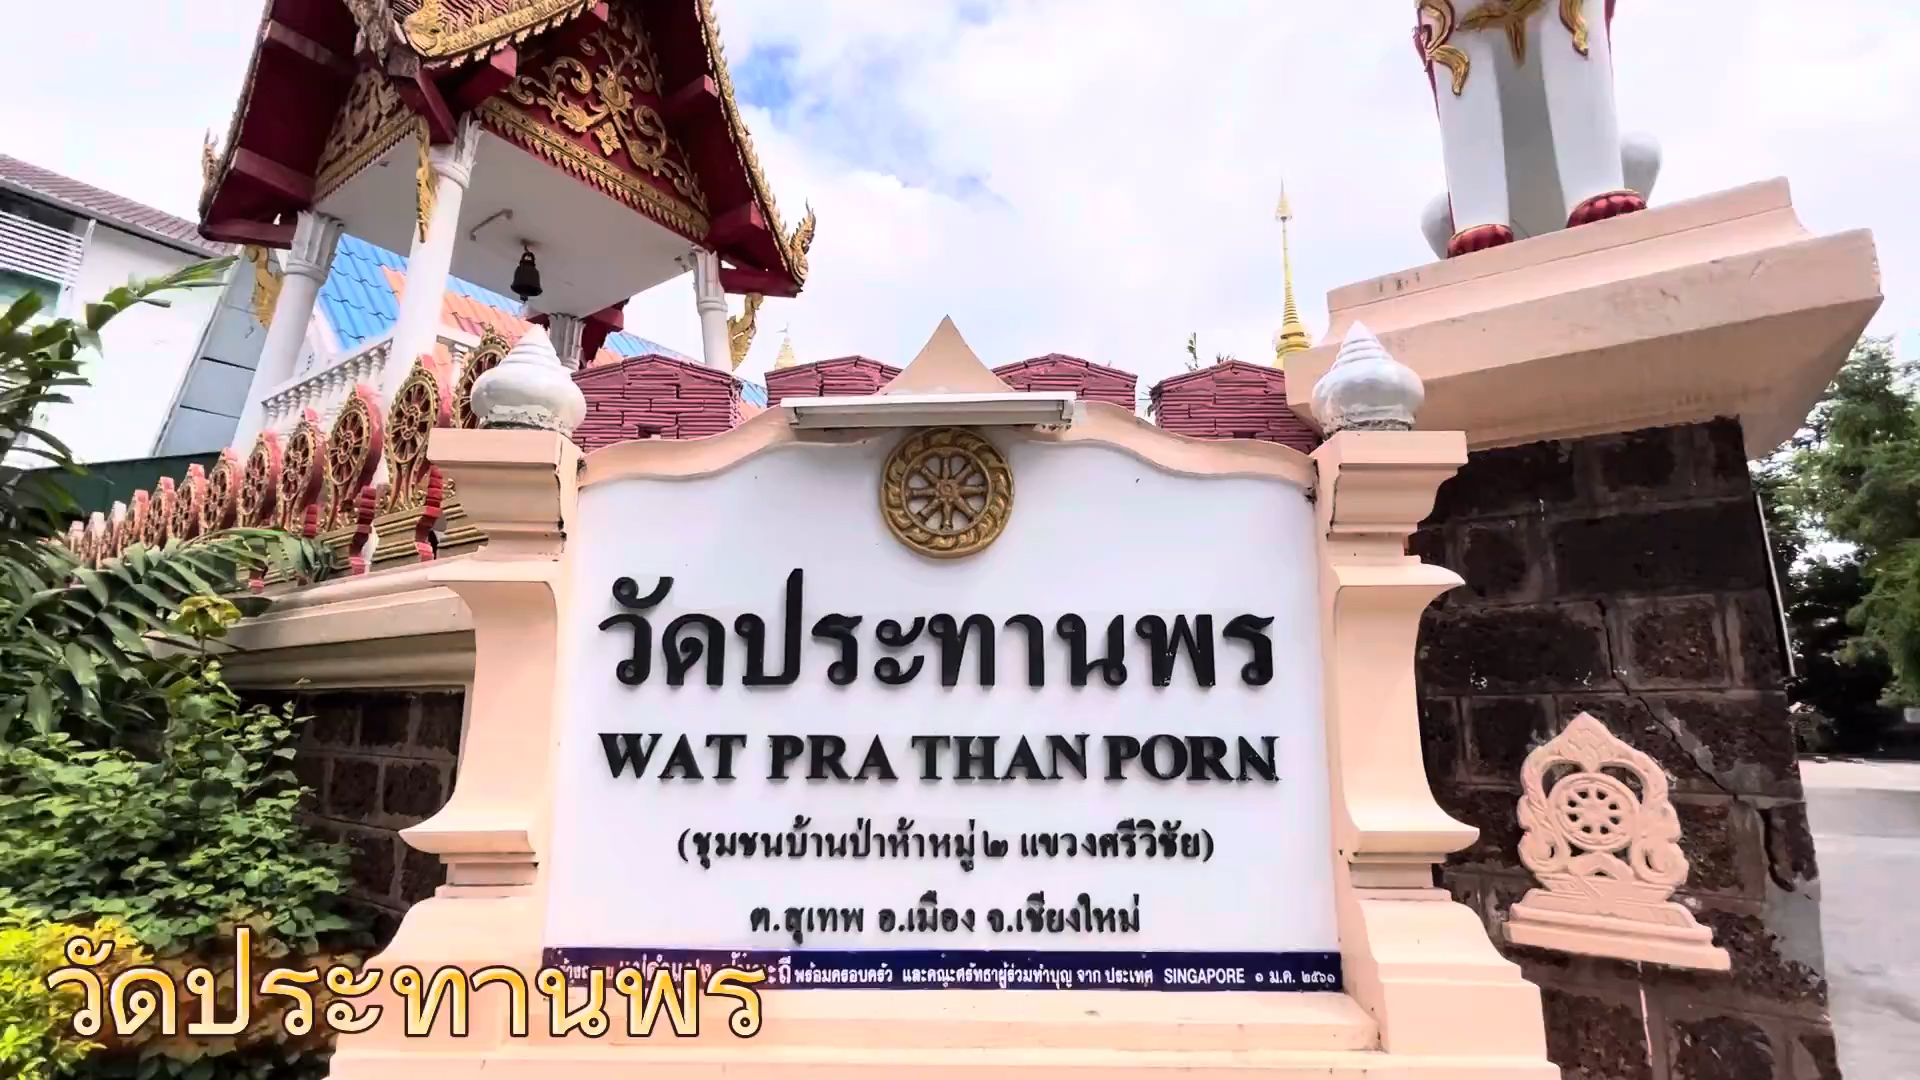 วัดประทานพร
WAT PRA THAN PORN
(ชุมชนบ้านป่าห้าหมู่ ๒ แขวงศรีวิชัย)
ต.สุเทพ อ.เมือง จ.เชียงใหม่
พร้อมครอบครัว และคณะศรัทธาผู้ร่วมทำบุญ จาก ประเทศ SINGAPORE ๑ ม.ค. ๒๕๖๑
วัดประทานพร